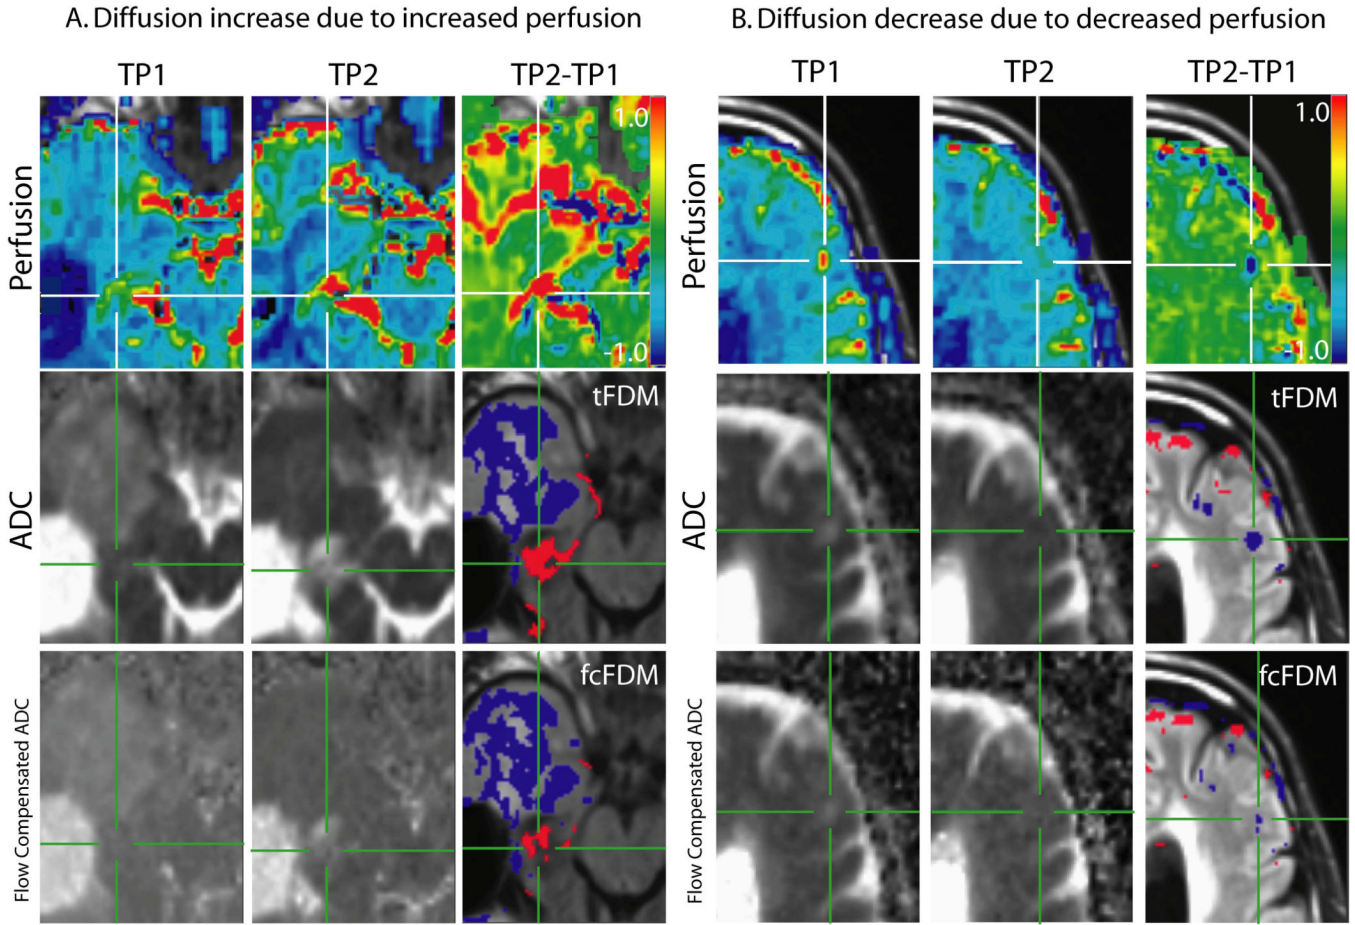 A. Diffusion increase due to increased perfusion
B. Diffusion decrease due to decreased perfusion
TP1 TP2 TP2-TP1
TP1 TP2 TP2-TP1
Perfusion
1.0
-1.0
Perfusion
1.0
-1.0
ADC
tFDM
ADC
tFDM
Flow Compensated ADC
fcFDM
Flow Compensated ADC
fcFDM